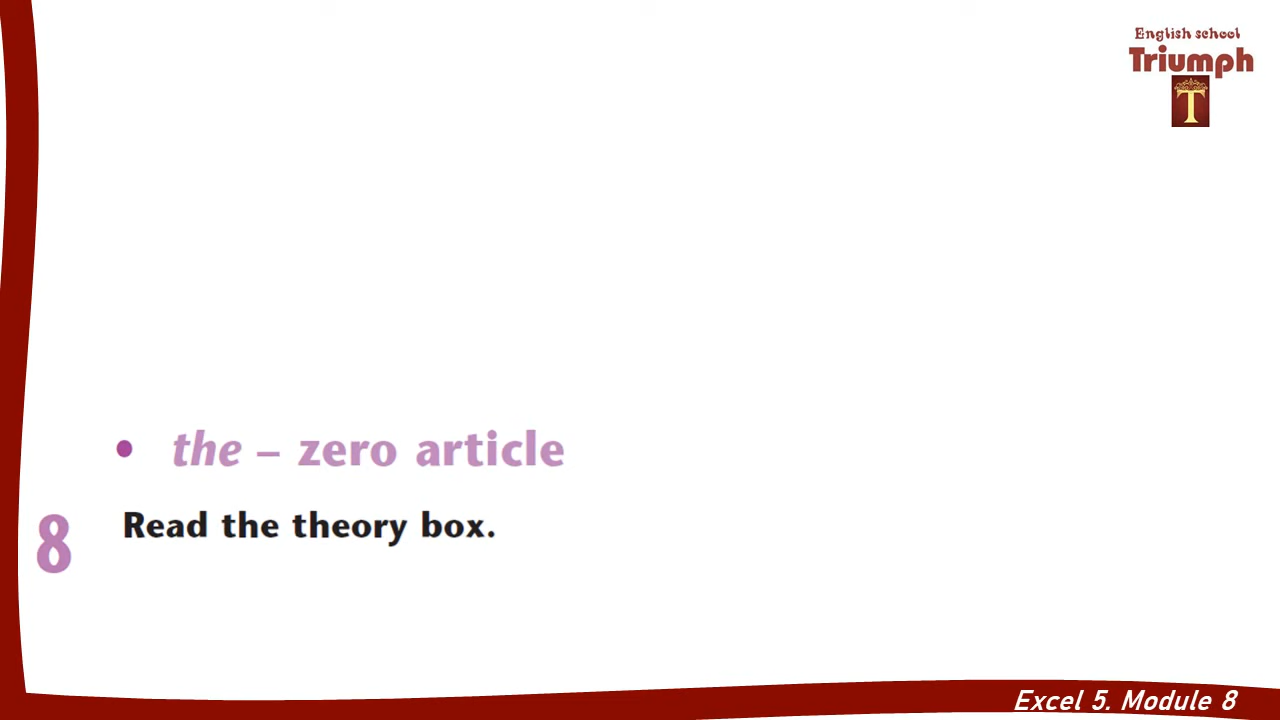 English school
Triumph
T
• the – zero article
8 Read the theory box.
Excel 5. Module 8